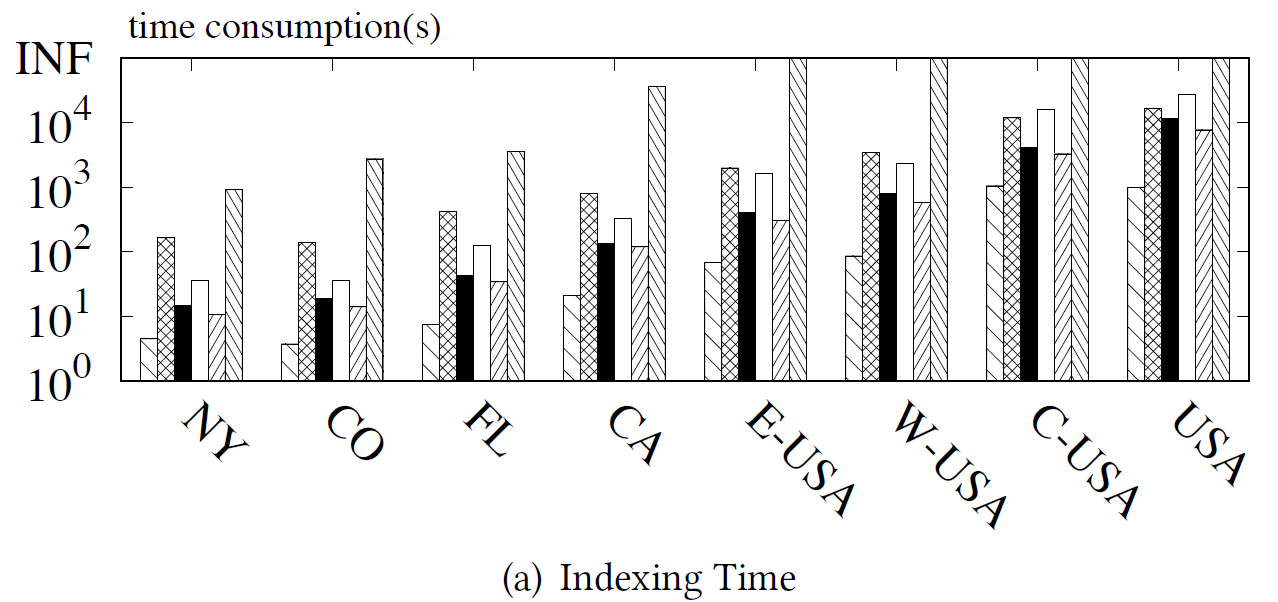 time consumption(s)
INF
10^4
10^3
10^2
10^1
10^0
NY
CO
FL
CA
E-USA
W-USA
C-USA
USA
(a) Indexing Time